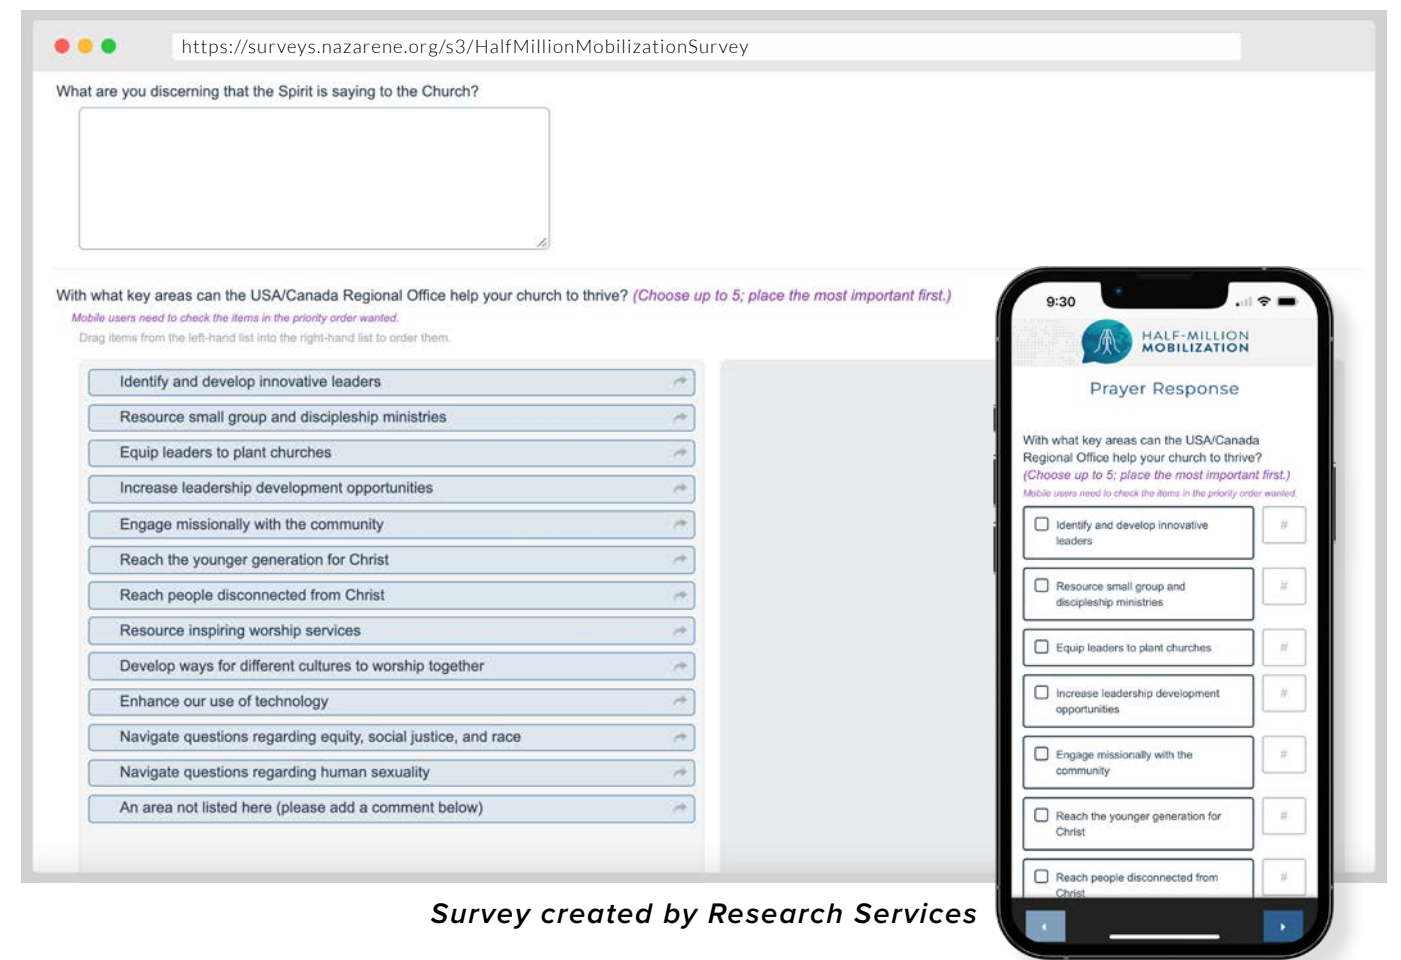 https://surveys.nazarene.org/s3/HalfMillionMobilizationSurvey
What are you discerning that the Spirit is saying to the Church?
With what key areas can the USA/Canada Regional Office help your church to thrive? (Choose up to 5; place the most important first.)
Mobile users need to check the items in the priority order wanted.
Drag items from the left-hand list into the right-hand list to order them.
Identify and develop innovative leaders
Resource small group and discipleship ministries
Equip leaders to plant churches
Increase leadership development opportunities
Engage missionally with the community
Reach the younger generation for Christ
Reach people disconnected from Christ
Resource inspiring worship services
Develop ways for different cultures to worship together
Enhance our use of technology
Navigate questions regarding equity, social justice, and race
Navigate questions regarding human sexuality
An area not listed here (please add a comment below)
9:30
HALF-MILLION
MOBILIZATION
Prayer Response
With what key areas can the USA/Canada
Regional Office help your church to thrive?
(Choose up to 5; place the most important first.)
Mobile users need to check the items in the priority order wanted.
Identify and develop innovative
leaders
#
Resource small group and
discipleship ministries
#
Equip leaders to plant churches
#
Increase leadership development
opportunities
#
Engage missionally with the
community
#
Reach the younger generation for
Christ
#
Reach people disconnected from
Christ
#
Survey created by Research Services